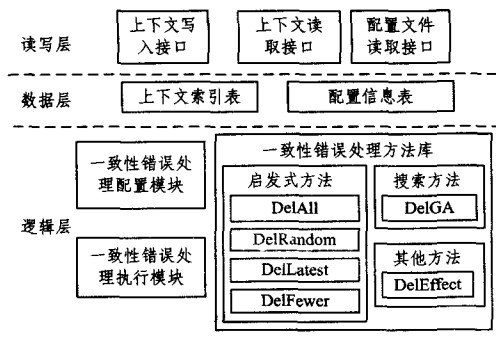 读写层
上下文写
入接口
上下文读
取接口
配置文件
读取接口
数据层
上下文索引表
配置信息表
逻辑层
一致性错误处
理配置模块
一致性错误处
理执行模块
一致性错误处理方法库
启发式方法
DelAll
DelRandom
DelLatest
DelFewer
搜索方法
DelGA
其他方法
DelEffect